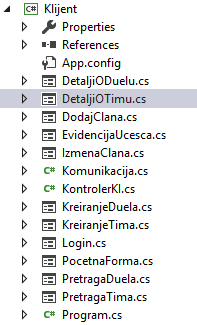 Klijent
Properties
References
App.config
DetaljiODuelu.cs
DetaljiOTimu.cs
DodajClana.cs
EvidencijaUcesca.cs
IzmenaClana.cs
C# Komunikacija.cs
C# KontrolerKI.cs
KreiranjeDuela.cs
KreiranjeTima.cs
Login.cs
PocetnaForma.cs
PretragaDuela.cs
PretragaTima.cs
C# Program.cs